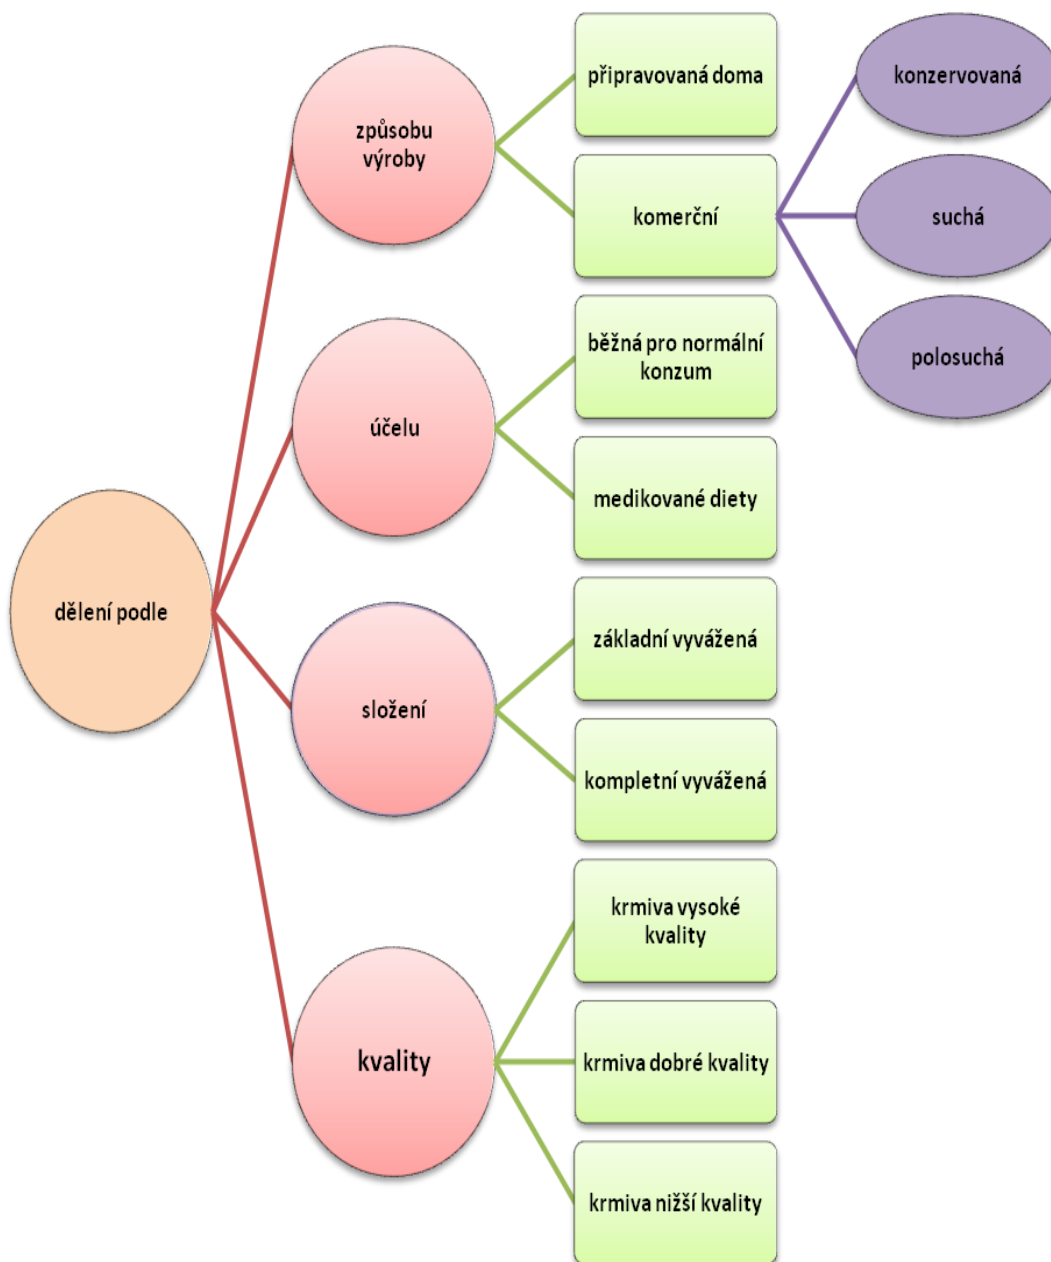 dělení podle
způsobu
výroby
připravovaná doma
komerční
konzervovaná
suchá
polosuchá
účelu
běžná pro normální
konzum
medikované diety
složení
základní vyvážená
kompletní vyvážená
kvality
krmiva vysoké
kvality
krmiva dobré kvality
krmiva nižší kvality